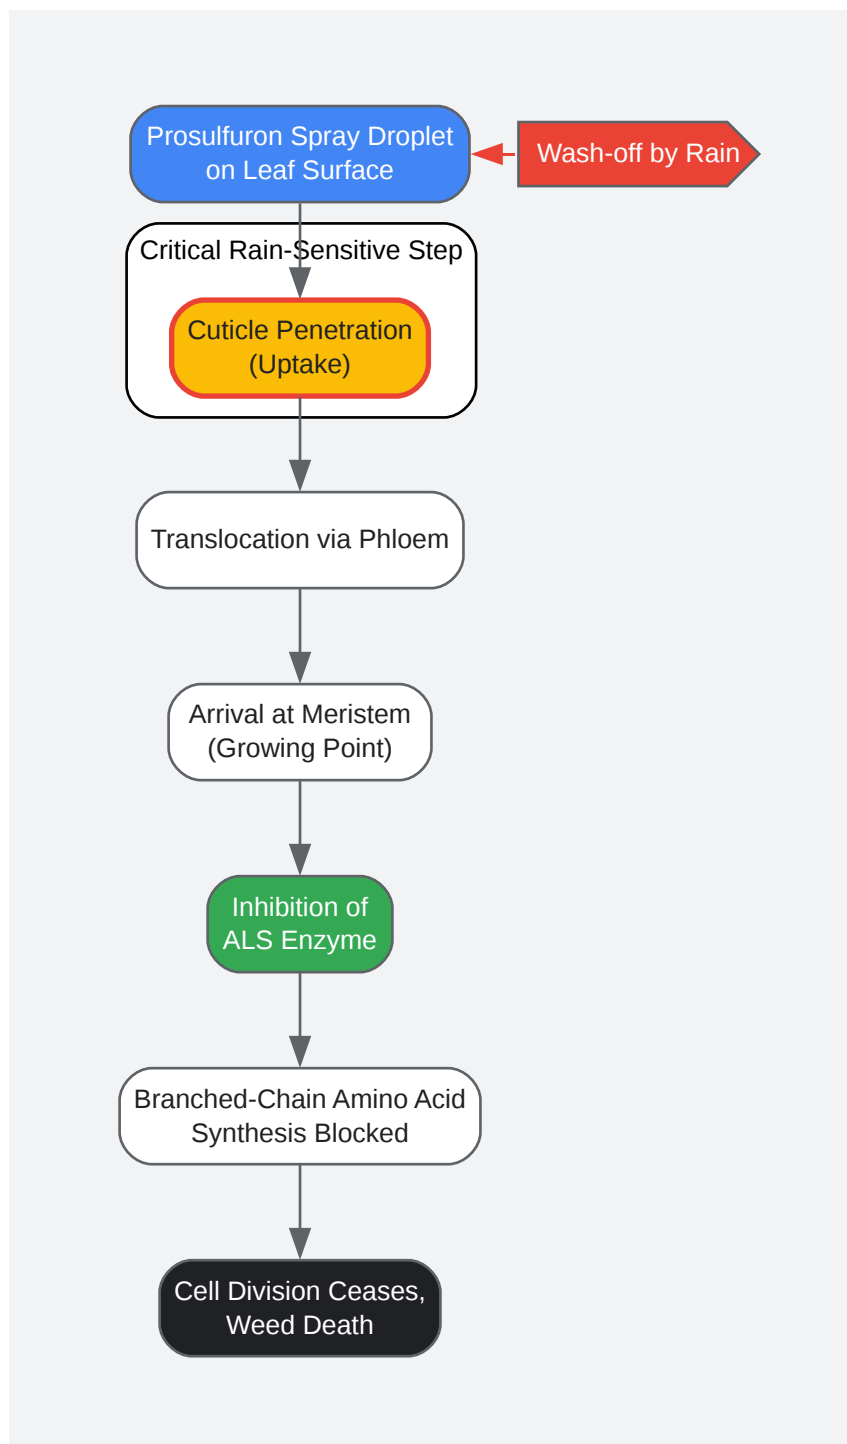 Prosulfuron Spray Droplet
on Leaf Surface
Wash-off by Rain
Critical Rain-Sensitive Step
Cuticle Penetration
(Uptake)
Translocation via Phloem
Arrival at Meristem
(Growing Point)
Inhibition of
ALS Enzyme
Branched-Chain Amino Acid
Synthesis Blocked
Cell Division Ceases,
Weed Death